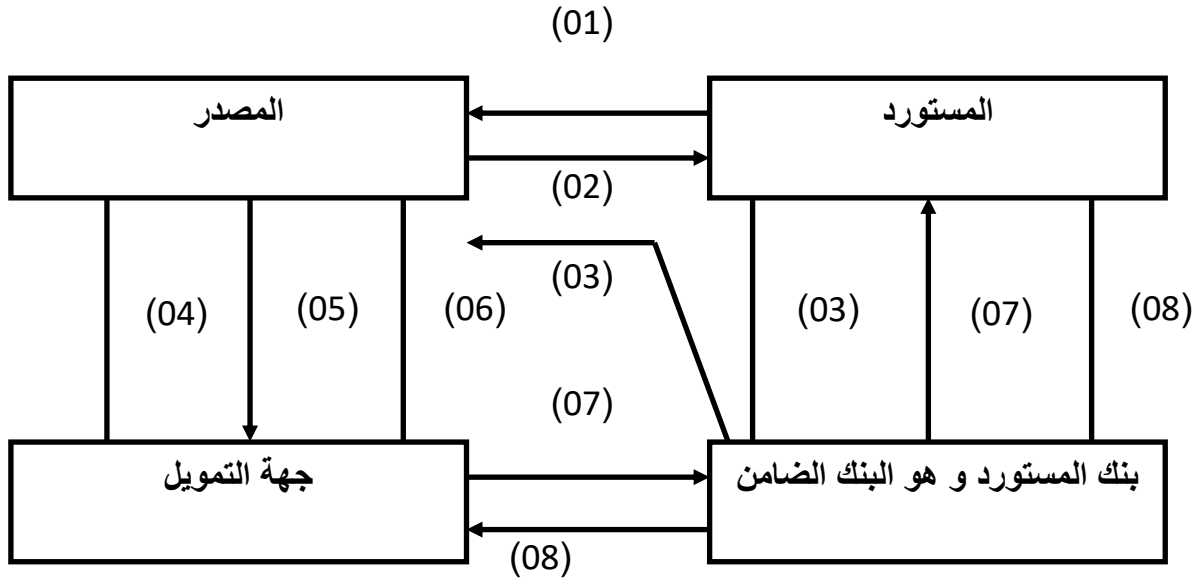 (01)
المصدر
المستورد
(02)
(03)
(04)
(05)
(06)
(03)
(07)
(08)
(07)
جهة التمويل
بنك المستورد و هو البنك الضامن
(08)